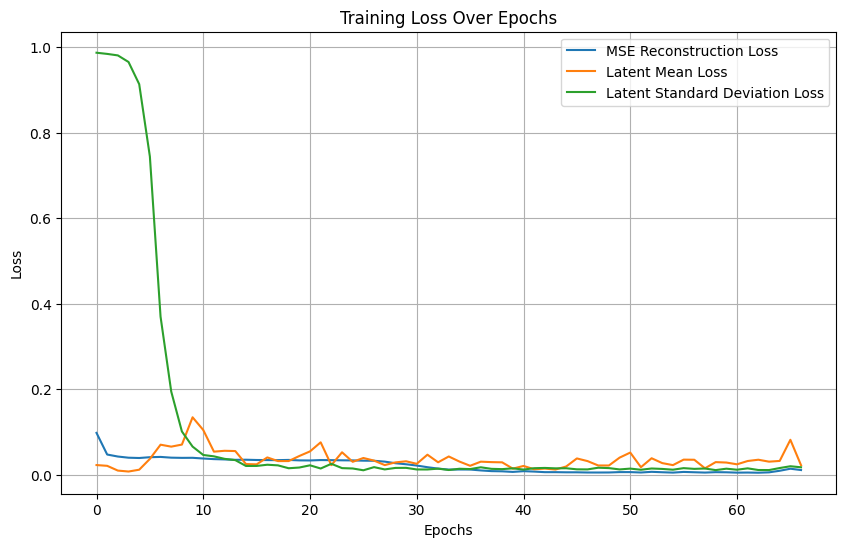 Training Loss Over Epochs
MSE Reconstruction Loss
Latent Mean Loss
Latent Standard Deviation Loss
1.0
0.8
0.6
0.4
0.2
0.0
Loss
0 10 20 30 40 50 60
Epochs